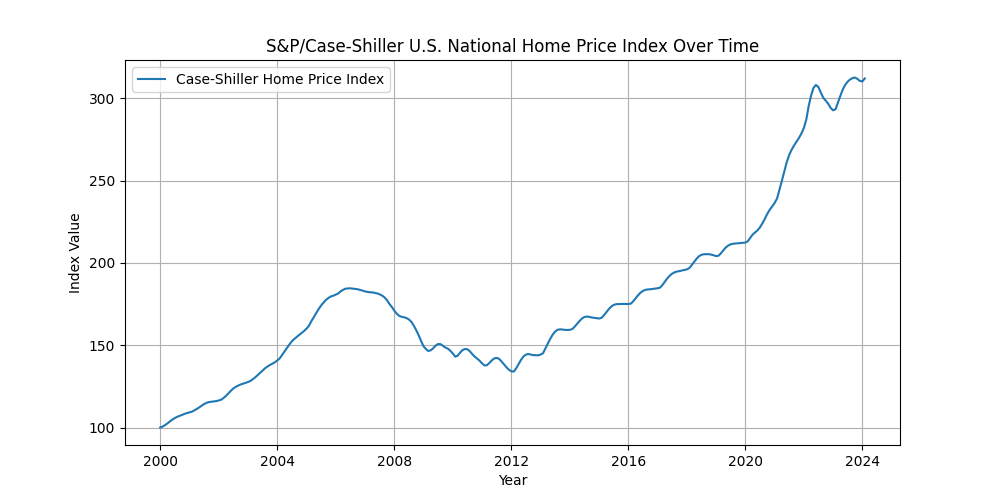 S&P/Case-Shiller U.S. National Home Price Index Over Time
Case-Shiller Home Price Index
300
250
200
150
100
Index Value
2000 2004 2008 2012 2016 2020 2024
Year